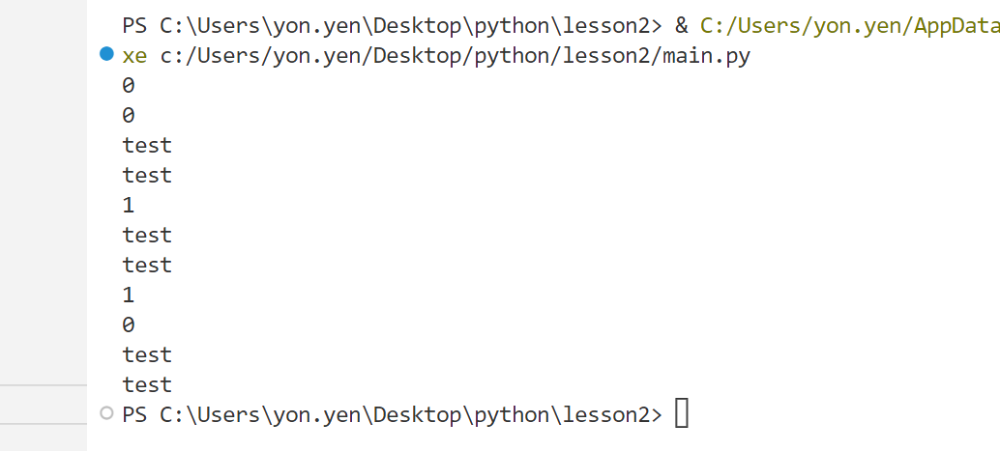 PS C:\Users\yon.yen\Desktop\python\lesson2> & C:/Users/yon.yen/AppData
xe c:/Users/yon.yen/Desktop/python/lesson2/main.py
0
0
test
test
1
test
test
1
0
test
test
PS C:\Users\yon.yen\Desktop\python\lesson2>